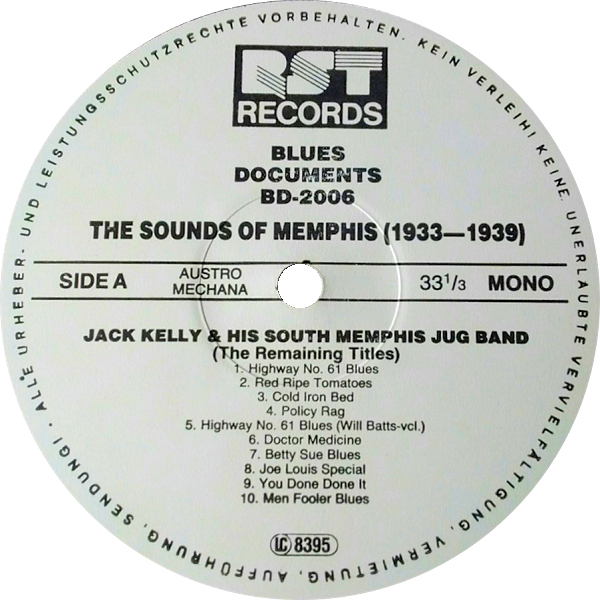 ALLE URHEBER- UND LEISTUNGSSCHUTZRECHTE VORBEHALTEN. KEIN VERLEIH! KEINE UNERLAUBTE VERVIELFÄLTIGUNG, VERMIETUNG, AUFFÜHRUNG, SENDUNG! ·
RST
RECORDS
BLUES
DOCUMENTS
BD-2006
THE SOUNDS OF MEMPHIS (1933—1939)
SIDE A
AUSTRO
MECHANA
33 1/3
MONO
JACK KELLY & HIS SOUTH MEMPHIS JUG BAND
(The Remaining Titles)
1. Highway No. 61 Blues
2. Red Ripe Tomatoes
3. Cold Iron Bed
4. Policy Rag
5. Highway No. 61 Blues (Will Batts-vcl.)
6. Doctor Medicine
7. Betty Sue Blues
8. Joe Louis Special
9. You Done Done It
10. Men Fooler Blues
LC 8395